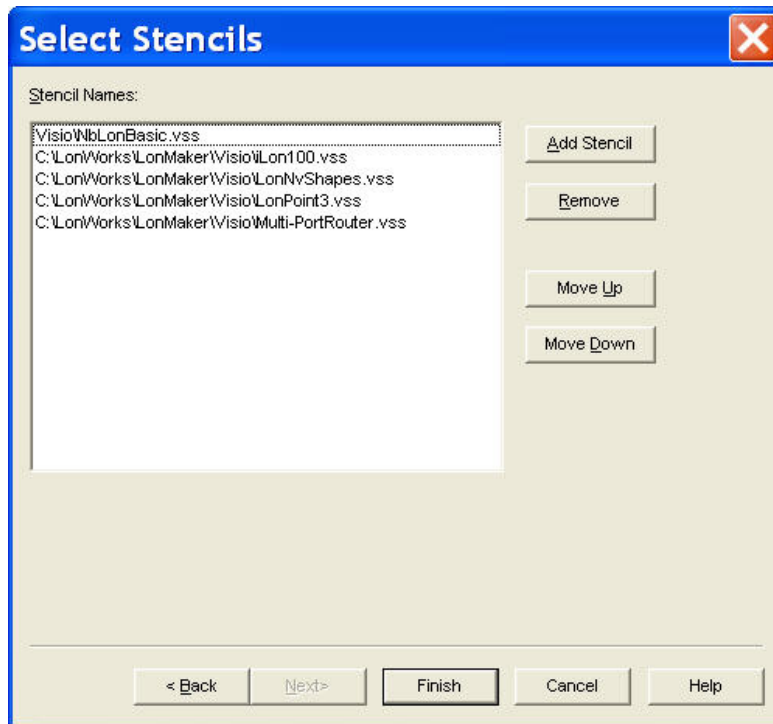 Select Stencils
Stencil Names:
Visio\NbLonBasic.vss
C:\LonWorks\LonMaker\Visio\iLon100.vss
C:\LonWorks\LonMaker\Visio\LonNvShapes.vss
C:\LonWorks\LonMaker\Visio\LonPoint3.vss
C:\LonWorks\LonMaker\Visio\Multi-PortRouter.vss
Add Stencil
Remove
Move Up
Move Down
< Back
Next>
Finish
Cancel
Help